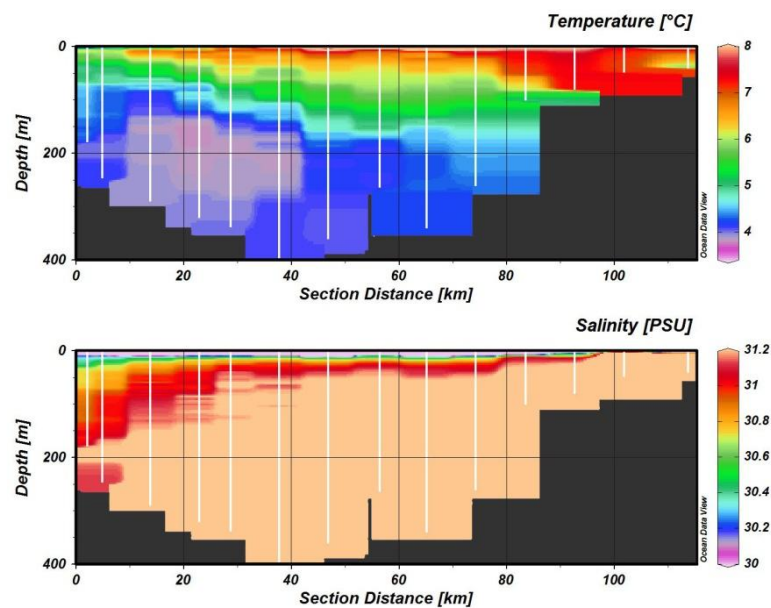 Temperature [°C]
0
200
400
Depth [m]
0 20 40 60 80 100
Section Distance [km]
8
7
6
5
4
Ocean Data View
Salinity [PSU]
0
200
400
Depth [m]
0 20 40 60 80 100
Section Distance [km]
31.2
31
30.8
30.6
30.4
30.2
30
Ocean Data View